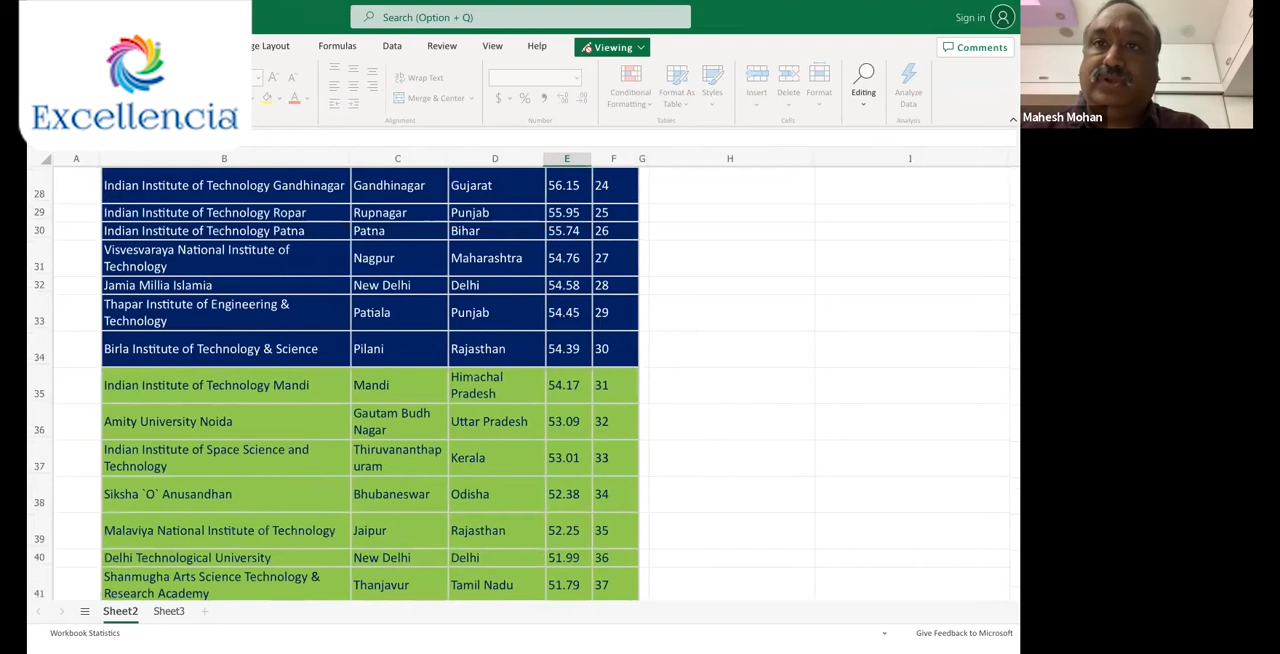 Search (Option + Q)
Sign in
Excellencia
ge Layout
Formulas
Data
Review
View
Help
Viewing
Comments
A^ A˅
A
Wrap Text
Merge & Center
Alignment
$ % ,
Number
Conditional
Formatting
Format As
Table
Styles
Tables
Insert
Delete
Format
Cells
Editing
Analyze
Data
Analysis
Mahesh Mohan
A B C D E F G H I
28 Indian Institute of Technology Gandhinagar Gandhinagar Gujarat 56.15 24
29 Indian Institute of Technology Ropar Rupnagar Punjab 55.95 25
30 Indian Institute of Technology Patna Patna Bihar 55.74 26
Visvesvaraya National Institute of
31 Technology Nagpur Maharashtra 54.76 27
32 Jamia Millia Islamia New Delhi Delhi 54.58 28
Thapar Institute of Engineering &
33 Technology Patiala Punjab 54.45 29
34 Birla Institute of Technology & Science Pilani Rajasthan 54.39 30
35 Indian Institute of Technology Mandi Mandi Himachal
Pradesh 54.17 31
36 Amity University Noida Gautam Budh
Nagar Uttar Pradesh 53.09 32
Indian Institute of Space Science and
37 Technology Thiruvananthap
uram Kerala 53.01 33
38 Siksha `O` Anusandhan Bhubaneswar Odisha 52.38 34
39 Malaviya National Institute of Technology Jaipur Rajasthan 52.25 35
40 Delhi Technological University New Delhi Delhi 51.99 36
Shanmugha Arts Science Technology &
41 Research Academy Thanjavur Tamil Nadu 51.79 37
Sheet2
Sheet3
Workbook Statistics
Give Feedback to Microsoft